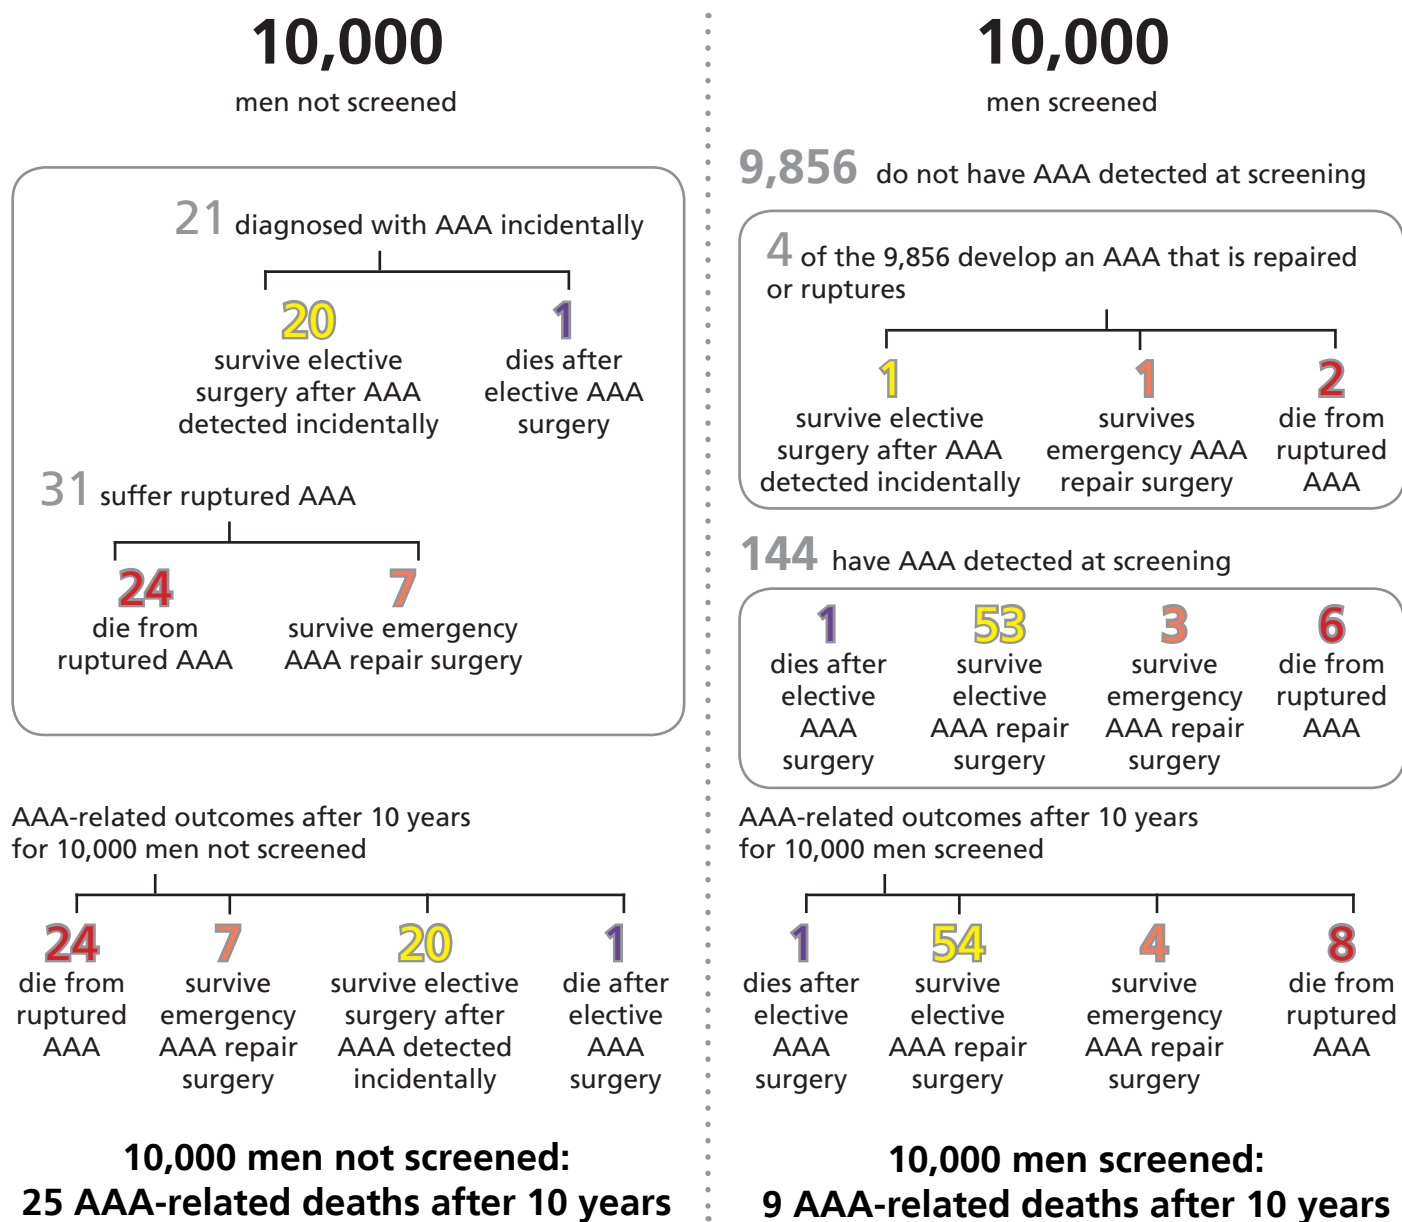 10,000
men not screened
21 diagnosed with AAA incidentally
20
survive elective
surgery after AAA
detected incidentally
1
dies after
elective AAA
surgery
31 suffer ruptured AAA
24
die from
ruptured AAA
7
survive emergency
AAA repair surgery
AAA-related outcomes after 10 years
for 10,000 men not screened
24
die from
ruptured
AAA
7
survive
emergency
AAA repair
surgery
20
survive elective
surgery after
AAA detected
incidentally
1
die after
elective
AAA
surgery
10,000 men not screened:
25 AAA-related deaths after 10 years
10,000
men screened
9,856 do not have AAA detected at screening
4 of the 9,856 develop an AAA that is repaired
or ruptures
1
survive elective
surgery after AAA
detected incidentally
1
survives
emergency AAA
repair surgery
2
die from
ruptured
AAA
144 have AAA detected at screening
1
dies after
elective
AAA
surgery
53
survive
elective
AAA repair
surgery
3
survive
emergency
AAA repair
surgery
6
die from
ruptured
AAA
AAA-related outcomes after 10 years
for 10,000 men screened
1
dies after
elective
AAA
surgery
54
survive
elective
AAA repair
surgery
4
survive
emergency
AAA repair
surgery
8
die from
ruptured
AAA
10,000 men screened:
9 AAA-related deaths after 10 years